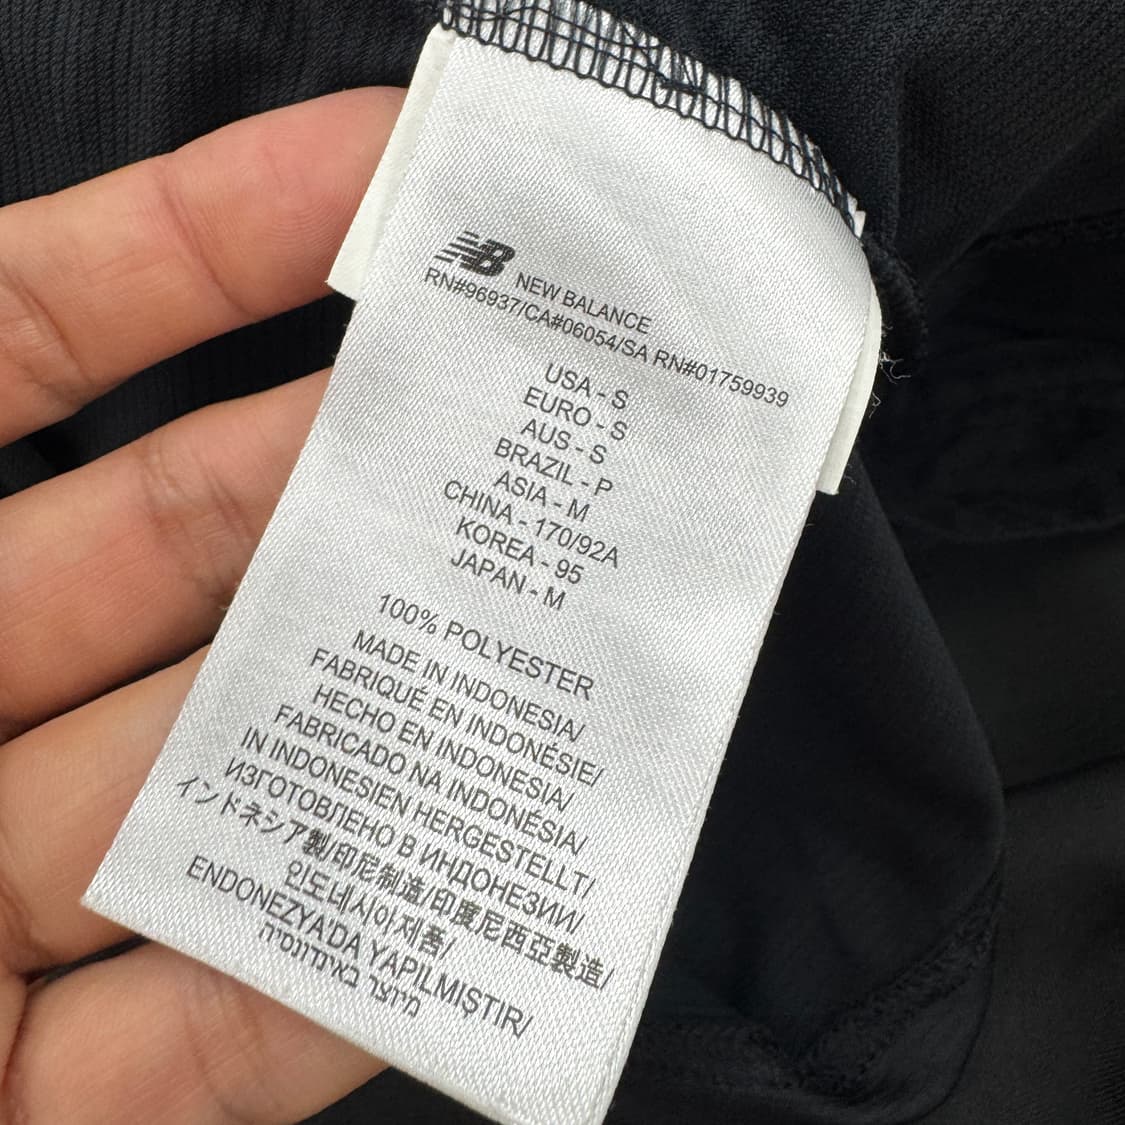 NB NEW BALANCE
RN#96937/CA#06054/SA RN#01759939
USA - S
EURO - S
AUS - S
BRAZIL - P
ASIA - M
CHINA - 170/92A
KOREA - 95
JAPAN - M
100% POLYESTER
MADE IN INDONESIA/
FABRIQUÉ EN INDONÉSIE/
HECHO EN INDONESIA/
FABRICADO NA INDONÉSIA/
IN INDONESIEN HERGESTELLT/
ИЗГОТОВЛЕНО В ИНДОНЕЗИИ/
インドネシア製/印尼制造/印度尼西亞製造/
인도네시아제품/
ENDONEZYA'DA YAPILMIŞTIR/
מיוצר באינדונסיה